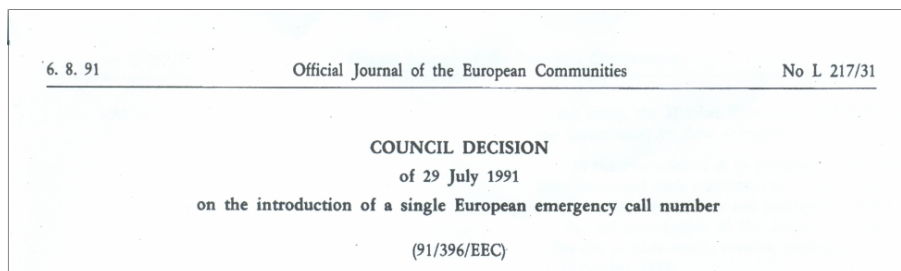 6. 8. 91 Official Journal of the European Communities No L 217/31
COUNCIL DECISION
of 29 July 1991
on the introduction of a single European emergency call number
(91/396/EEC)